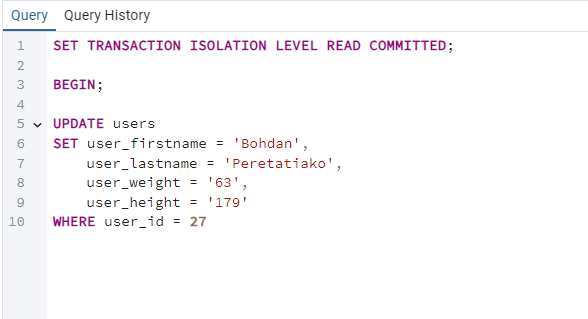 Query Query History
1 SET TRANSACTION ISOLATION LEVEL READ COMMITTED;
2
3 BEGIN;
4
5 UPDATE users
6 SET user_firstname = 'Bohdan',
7 user_lastname = 'Peretatiako',
8 user_weight = '63',
9 user_height = '179'
10 WHERE user_id = 27